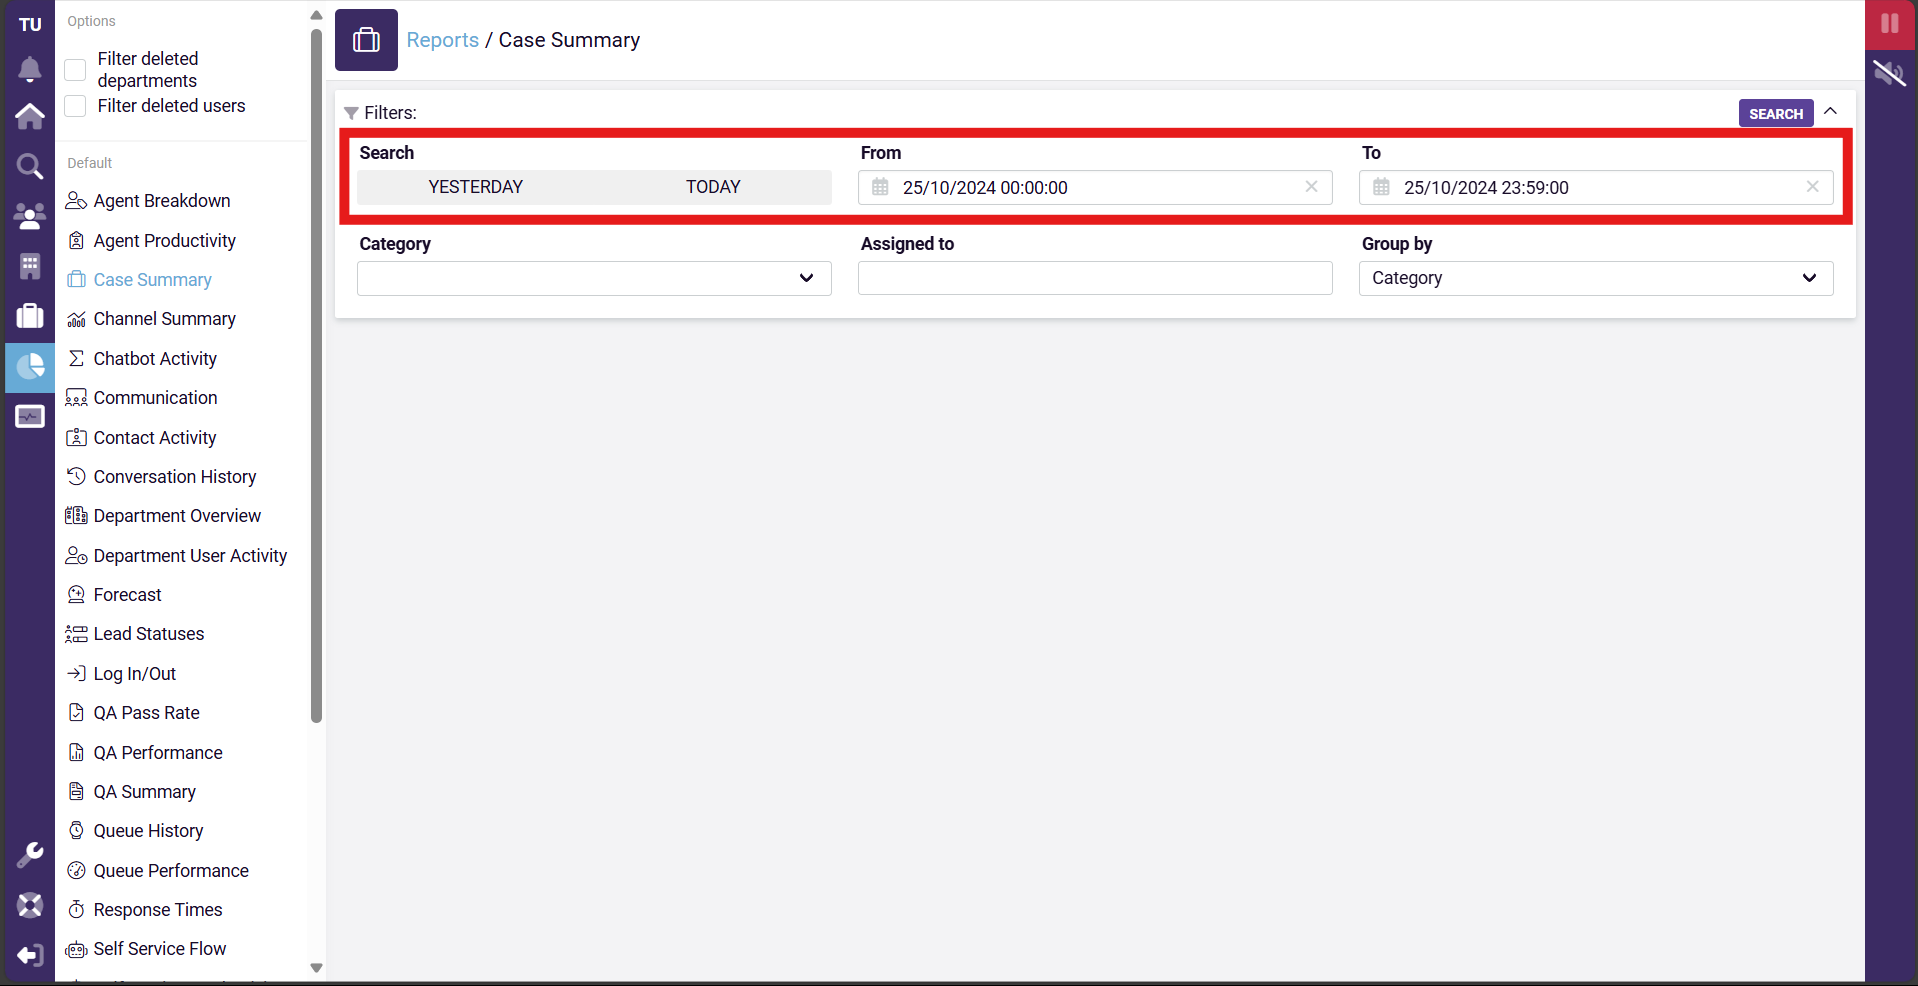 TU
Options
Filter deleted
departments
Filter deleted users
Default
Agent Breakdown
Agent Productivity
Case Summary
Channel Summary
Chatbot Activity
Communication
Contact Activity
Conversation History
Department Overview
Department User Activity
Forecast
Lead Statuses
Log In/Out
QA Pass Rate
QA Performance
QA Summary
Queue History
Queue Performance
Response Times
Self Service Flow
Reports / Case Summary
Filters:
SEARCH
Search
From
To
YESTERDAY
TODAY
25/10/2024 00:00:00
25/10/2024 23:59:00
Category
Assigned to
Group by
Category